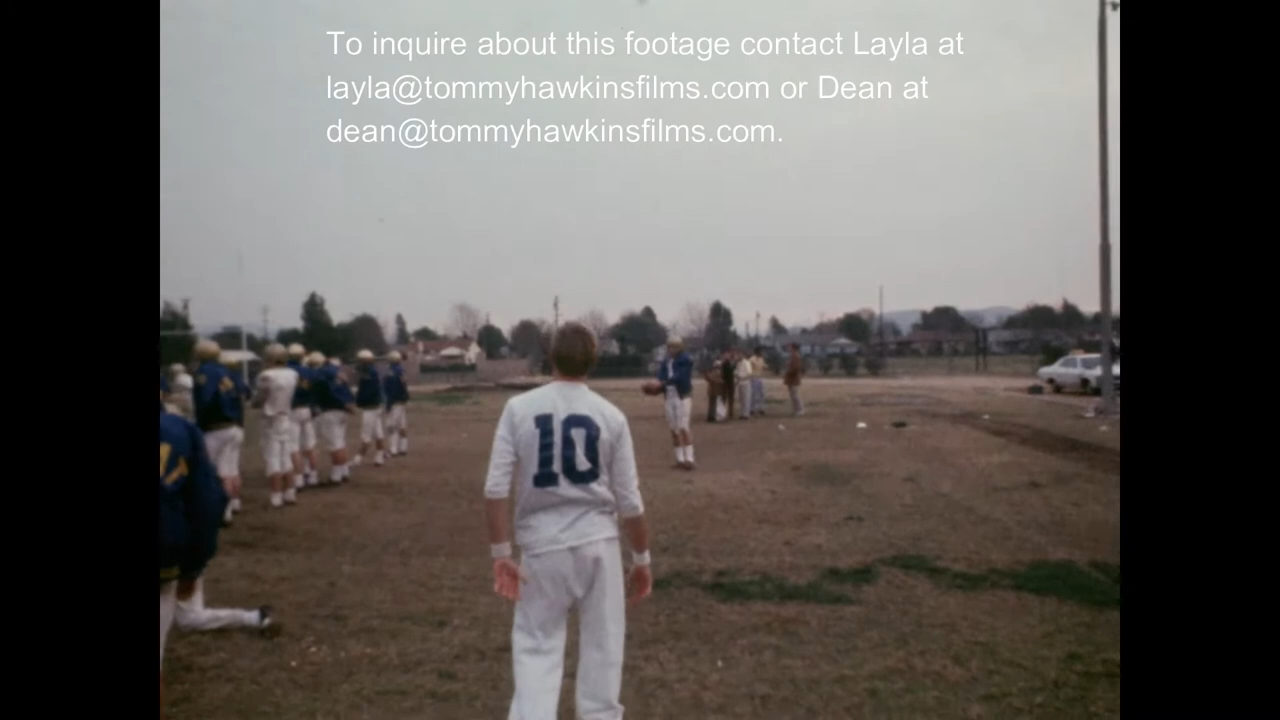 To inquire about this footage contact Layla at
layla@tommyhawkinsfilms.com or Dean at
dean@tommyhawkinsfilms.com.
10